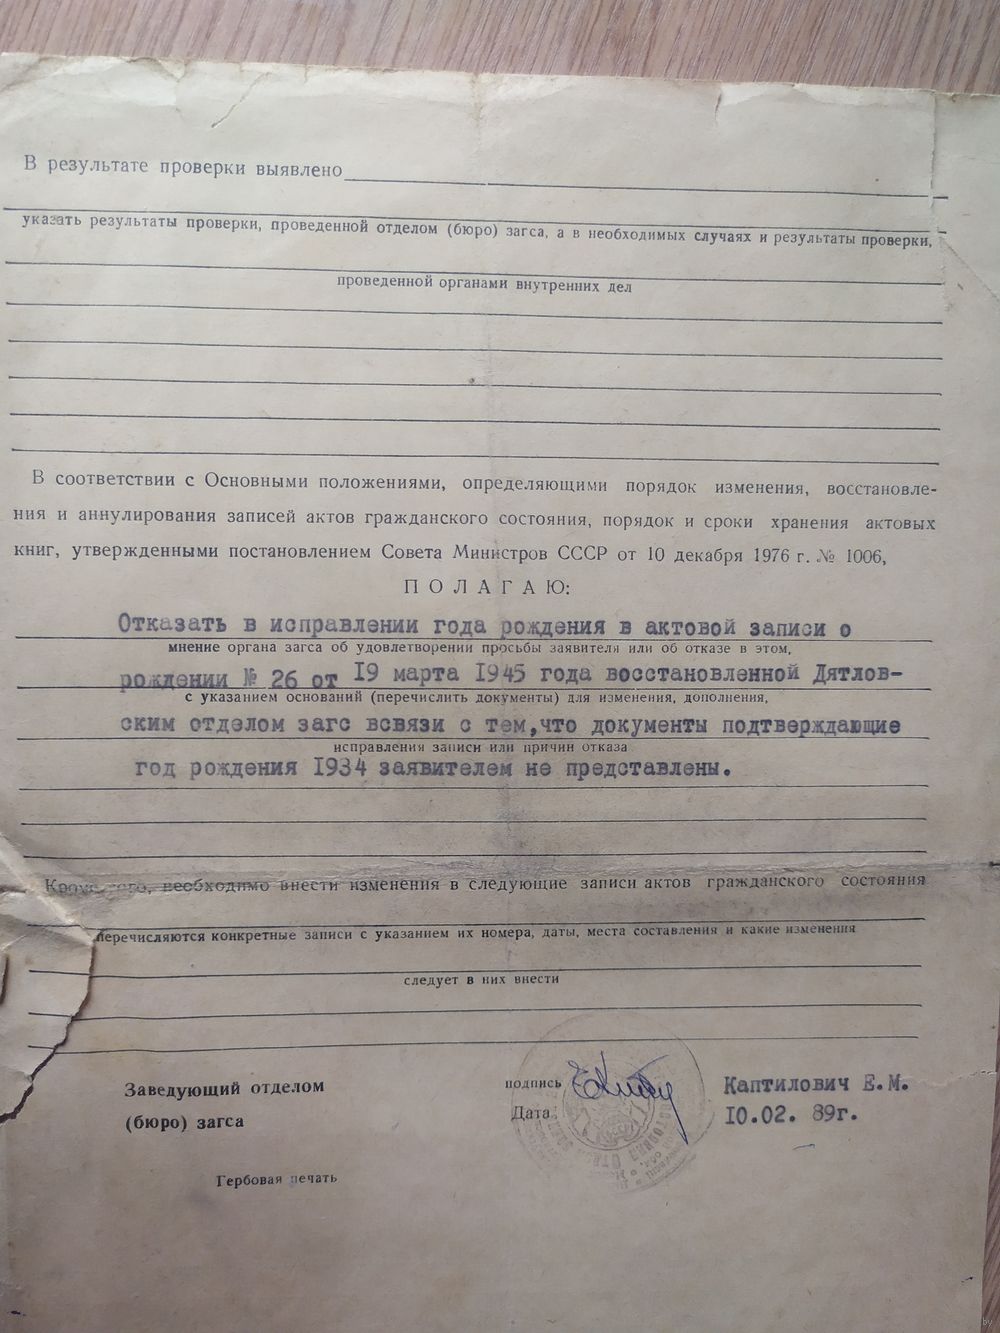 В результате проверки выявлено
указать результаты проверки, проведенной отделом (бюро) загса, а в необходимых случаях и результаты проверки,
проведенной органами внутренних дел
В соответствии с Основными положениями, определяющими порядок изменения, восстановле-
ния и аннулирования записей актов гражданского состояния, порядок и сроки хранения актовых
книг, утвержденными постановлением Совета Министров СССР от 10 декабря 1976 г. № 1006,
ПОЛАГАЮ:
Отказать в исправлении года рождения в актовой записи о
мнение органа загса об удовлетворении просьбы заявителя или об отказе в этом,
рождении № 26 от 19 марта 1945 года восстановленной Дятлов-
с указанием оснований (перечислить документы) для изменения, дополнения,
ским отделом загс всвязи с тем,что документы подтверждающие
исправления записи или причин отказа
год рождения 1934 заявителем не представлены.
Кроме того, необходимо внести изменения в следующие записи актов гражданского состояния
перечисляются конкретные записи с указанием их номера, даты, места составления и какие изменения
следует в них внести
Заведующий отделом
(бюро) загса
подпись
Каптилович Е.М.
Дата
10.02. 89г.
Гербовая печать
by